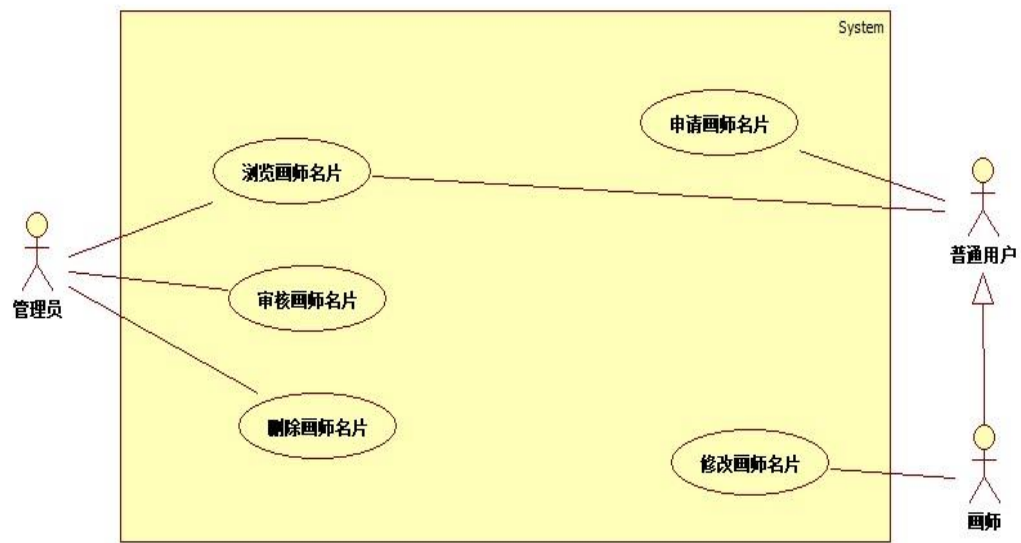 System
申请画师名片
浏览画师名片
普通用户
管理员
审核画师名片
删除画师名片
修改画师名片
画师